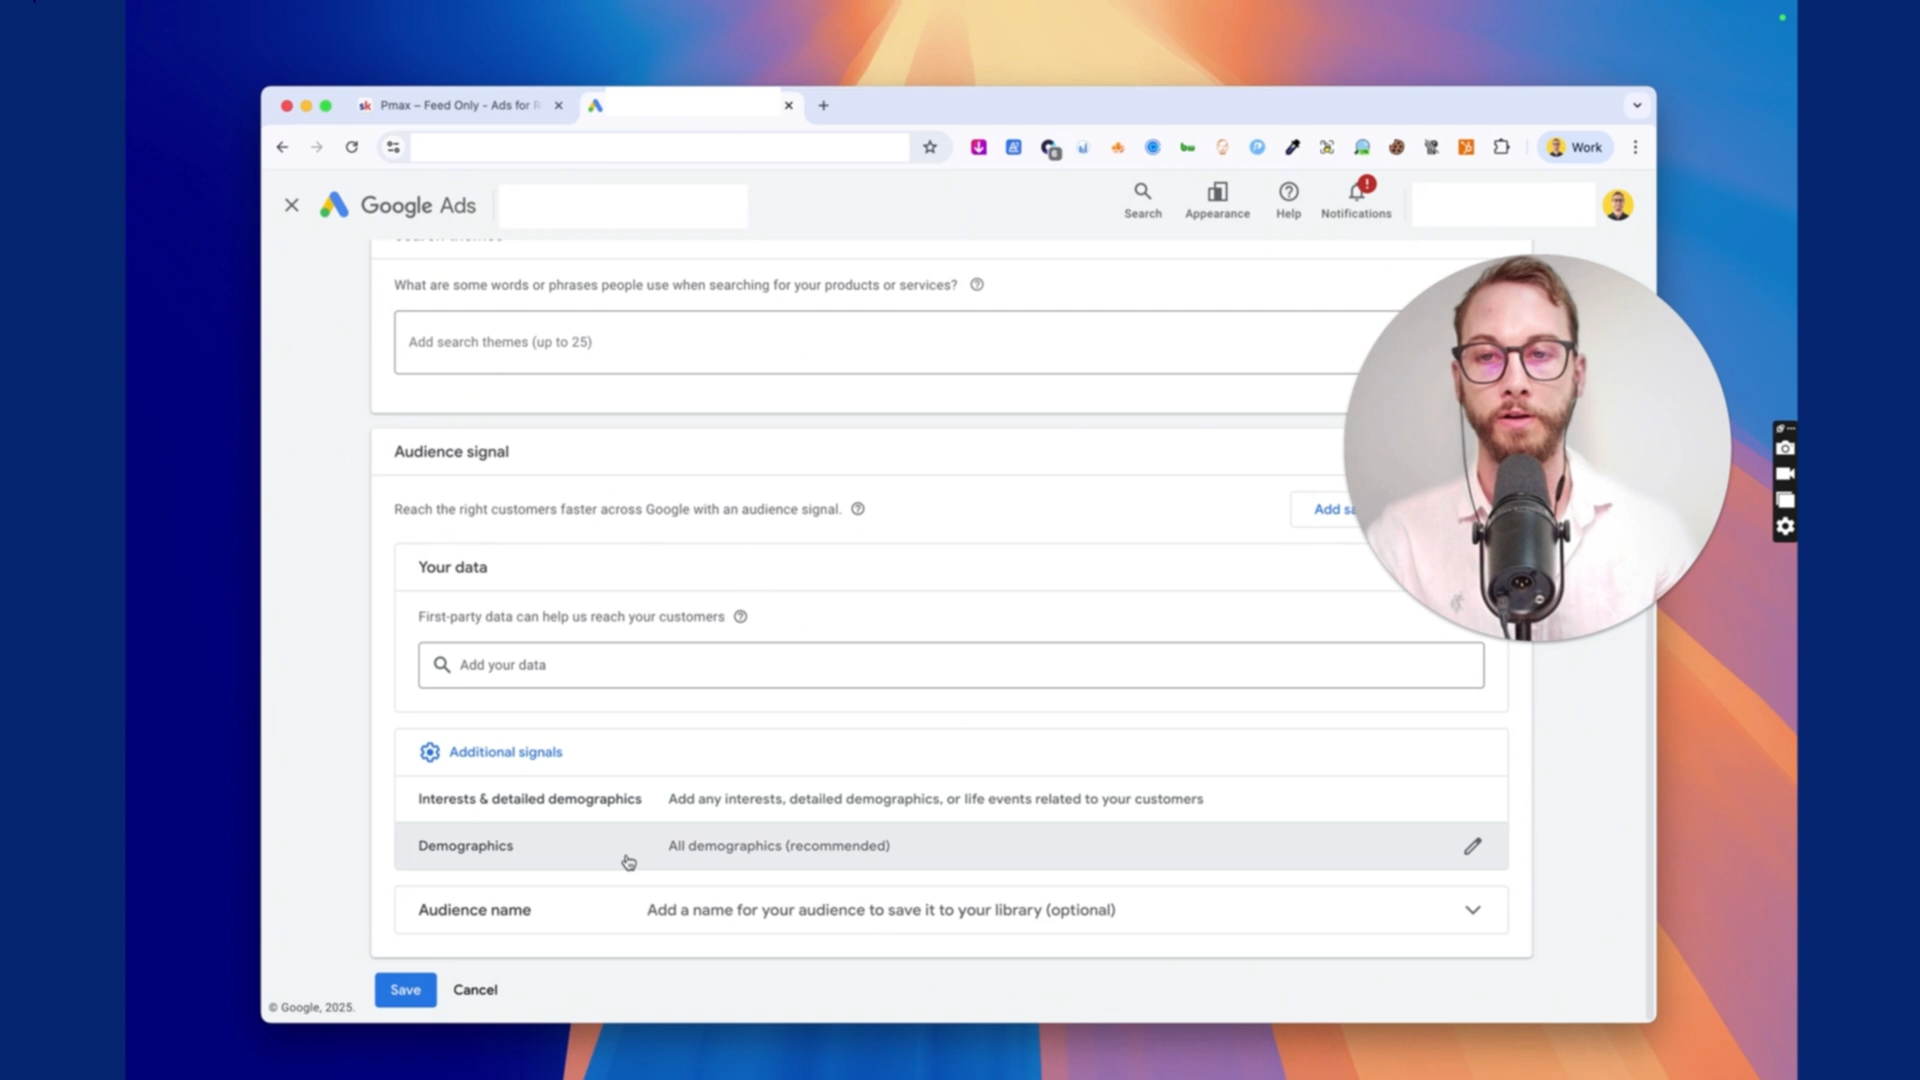 sk Pmax – Feed Only - Ads for R
Work
Google Ads
Search
Appearance
Help
Notifications
What are some words or phrases people use when searching for your products or services?
Add search themes (up to 25)
Audience signal
Reach the right customers faster across Google with an audience signal.
Add sa
Your data
First-party data can help us reach your customers
Add your data
Additional signals
Interests & detailed demographics Add any interests, detailed demographics, or life events related to your customers
Demographics All demographics (recommended)
Audience name Add a name for your audience to save it to your library (optional)
Save Cancel
© Google, 2025.